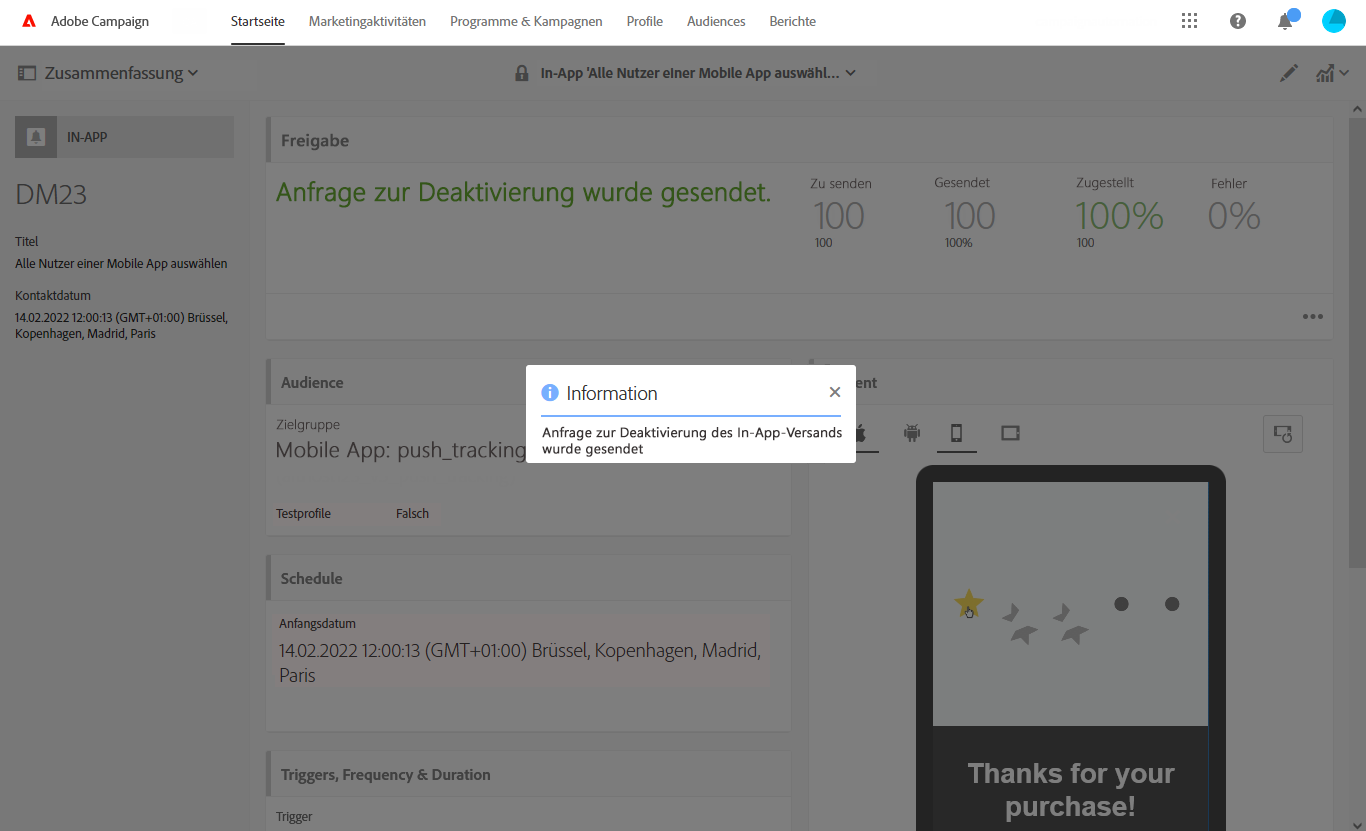 Adobe Campaign
Startseite
Marketingaktivitäten
Programme & Kampagnen
Profile
Audiences
Berichte
Zusammenfassung
In-App 'Alle Nutzer einer Mobile App auswähl...
IN-APP
DM23
Titel
Alle Nutzer einer Mobile App auswählen
Kontaktdatum
14.02.2022 12:00:13 (GMT+01:00) Brüssel,
Kopenhagen, Madrid, Paris
Freigabe
Anfrage zur Deaktivierung wurde gesendet.
Zu senden
100
100
Gesendet
100
100%
Zugestellt
100%
100
Fehler
0%
Information
Anfrage zur Deaktivierung des In-App-Versands
wurde gesendet
Audience
Zielgruppe
Mobile App: push_tracking
Testprofile
Falsch
Schedule
Anfangsdatum
14.02.2022 12:00:13 (GMT+01:00) Brüssel, Kopenhagen, Madrid,
Paris
Triggers, Frequency & Duration
Trigger
Thanks for your
purchase!